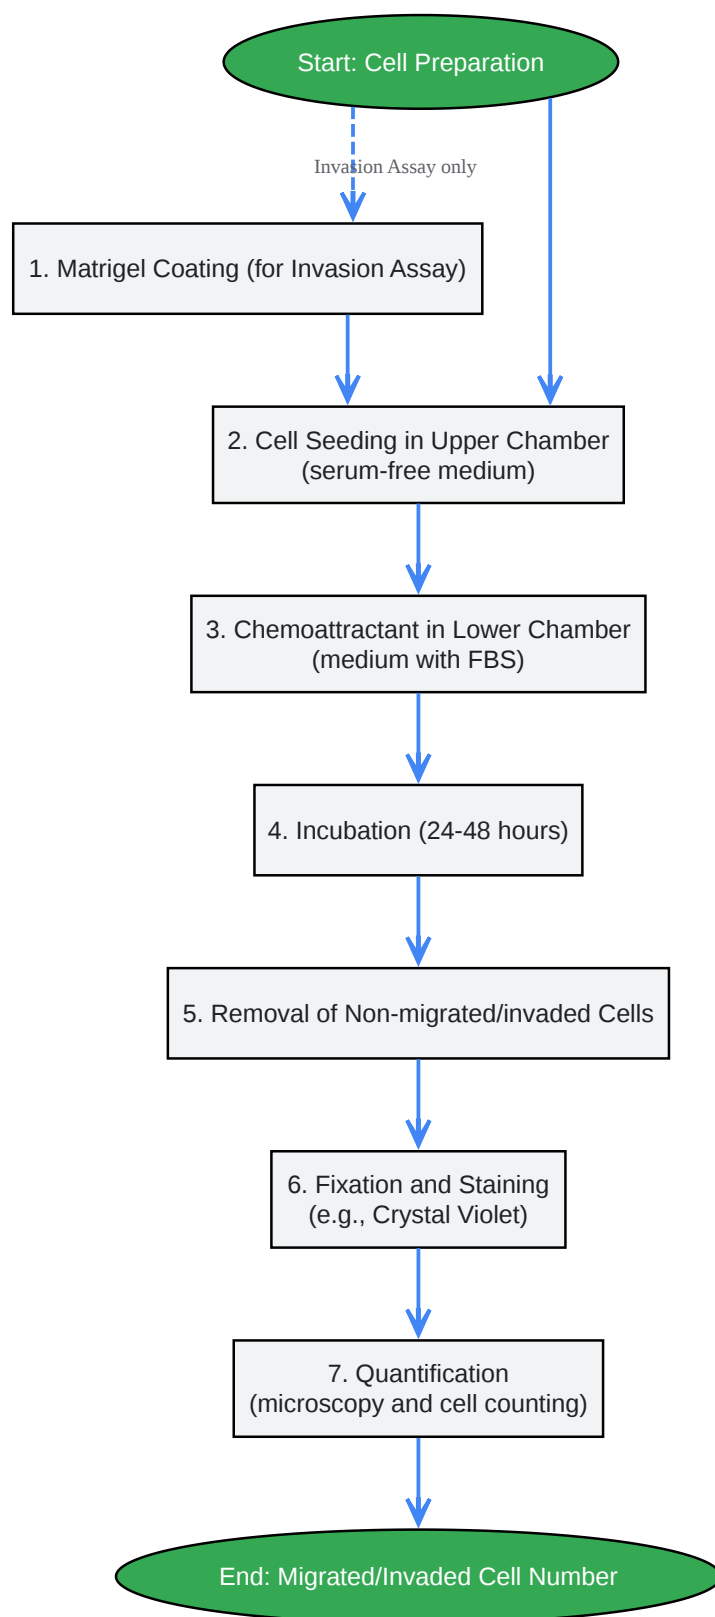 Start: Cell Preparation
Invasion Assay only
1. Matrigel Coating (for Invasion Assay)
2. Cell Seeding in Upper Chamber
(serum-free medium)
3. Chemoattractant in Lower Chamber
(medium with FBS)
4. Incubation (24-48 hours)
5. Removal of Non-migrated/invaded Cells
6. Fixation and Staining
(e.g., Crystal Violet)
7. Quantification
(microscopy and cell counting)
End: Migrated/Invaded Cell Number